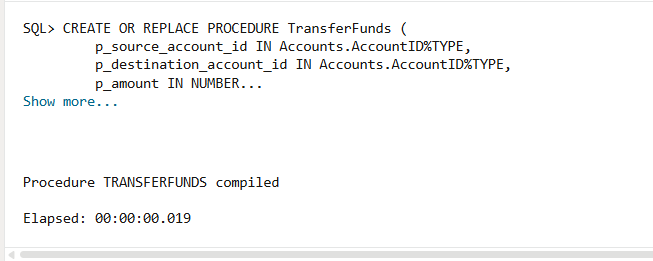 SQL> CREATE OR REPLACE PROCEDURE TransferFunds (
p_source_account_id IN Accounts.AccountID%TYPE,
p_destination_account_id IN Accounts.AccountID%TYPE,
p_amount IN NUMBER...
Show more...
Procedure TRANSFERFUNDS compiled
Elapsed: 00:00:00.019